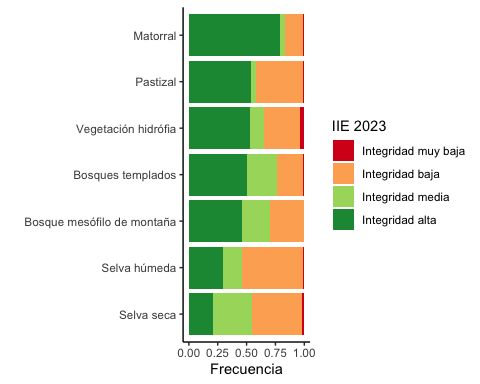 Matorral
Pastizal
Vegetación hidrófia
Bosques templados
Bosque mesófilo de montaña
Selva húmeda
Selva seca
0.00 0.25 0.50 0.75 1.00
Frecuencia
IIE 2023
Integridad muy baja
Integridad baja
Integridad media
Integridad alta